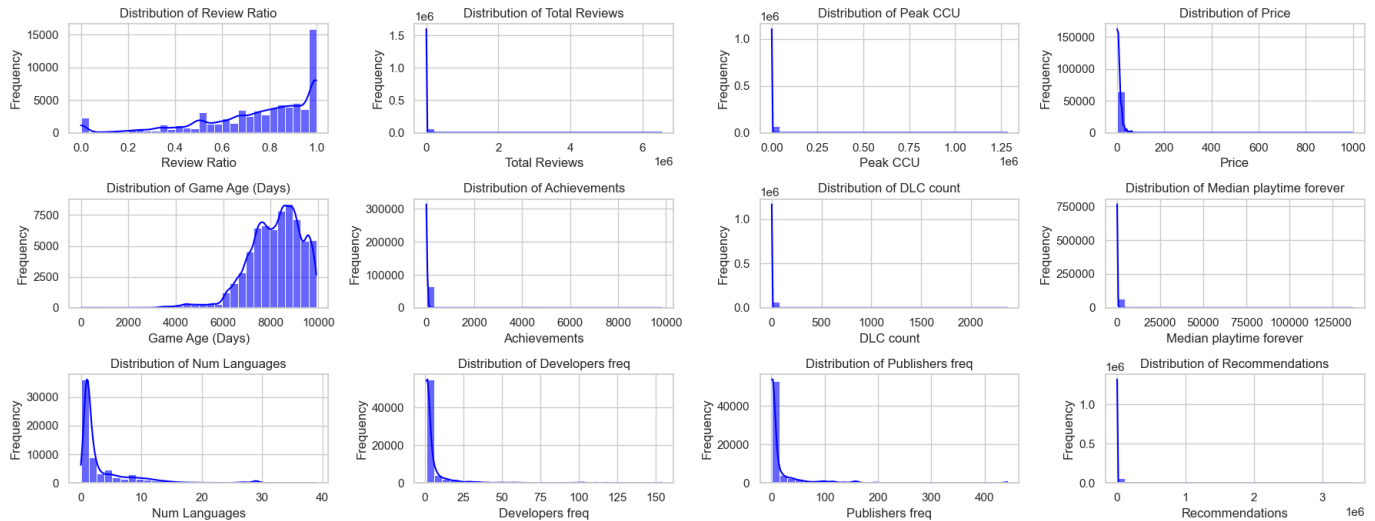 Distribution of Review Ratio
Frequency
15000
10000
5000
0
0.0 0.2 0.4 0.6 0.8 1.0
Review Ratio
Distribution of Total Reviews
1e6
Frequency
1.5
1.0
0.5
0.0
0 2 4 6
1e6
Total Reviews
Distribution of Peak CCU
1e6
Frequency
1.0
0.5
0.0
0.00 0.25 0.50 0.75 1.00 1.25
Peak CCU
1e6
Distribution of Price
Frequency
150000
100000
50000
0
0 200 400 600 800 1000
Price
Distribution of Game Age (Days)
Frequency
7500
5000
2500
0
0 2000 4000 6000 8000 10000
Game Age (Days)
Distribution of Achievements
Frequency
300000
200000
100000
0
0 2000 4000 6000 8000 10000
Achievements
Distribution of DLC count
1e6
Frequency
1.0
0.5
0.0
0 500 1000 1500 2000
DLC count
Distribution of Median playtime forever
Frequency
750000
500000
250000
0
0 25000 50000 75000 100000 125000
Median playtime forever
Distribution of Num Languages
Frequency
30000
20000
10000
0
0 10 20 30 40
Num Languages
Distribution of Developers freq
Frequency
40000
20000
0
0 25 50 75 100 125 150
Developers freq
Distribution of Publishers freq
Frequency
40000
20000
0
0 100 200 300 400
Publishers freq
Distribution of Recommendations
1e6
Frequency
1.0
0.5
0.0
0 1 2 3
Recommendations
1e6